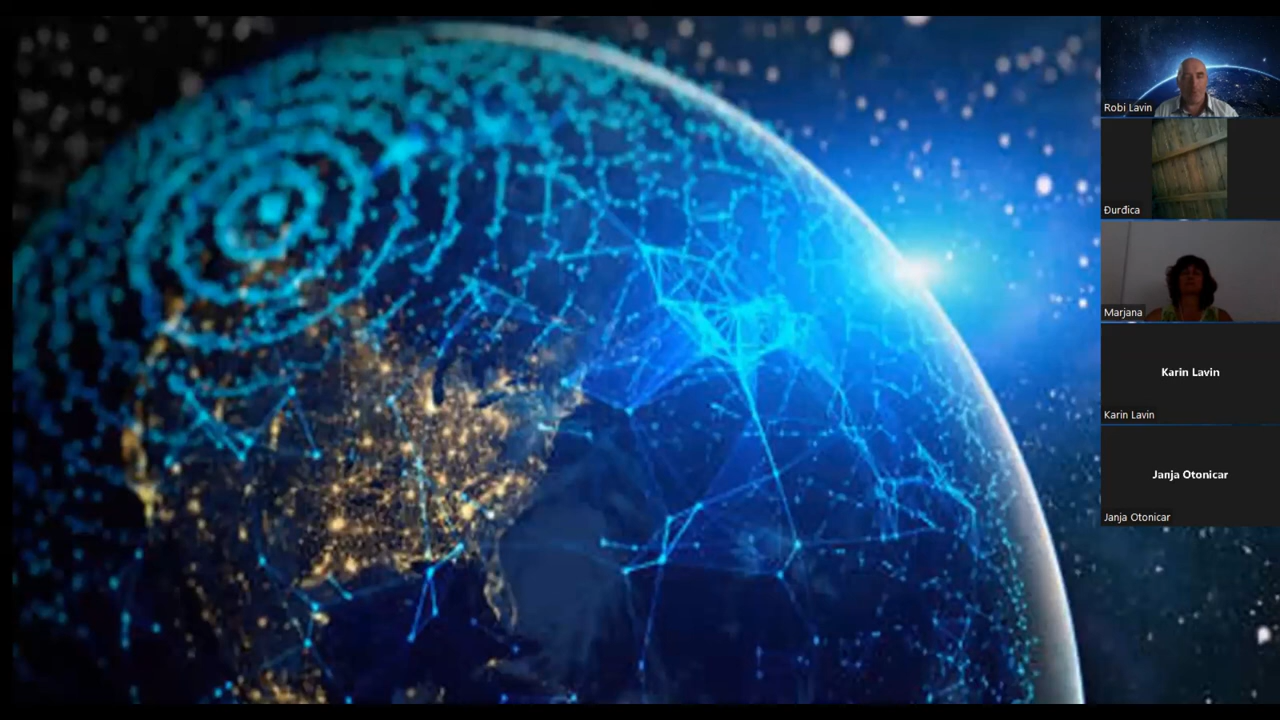 Robi Lavin
Đurđica
Marjana
Karin Lavin
Karin Lavin
Janja Otonicar
Janja Otonicar